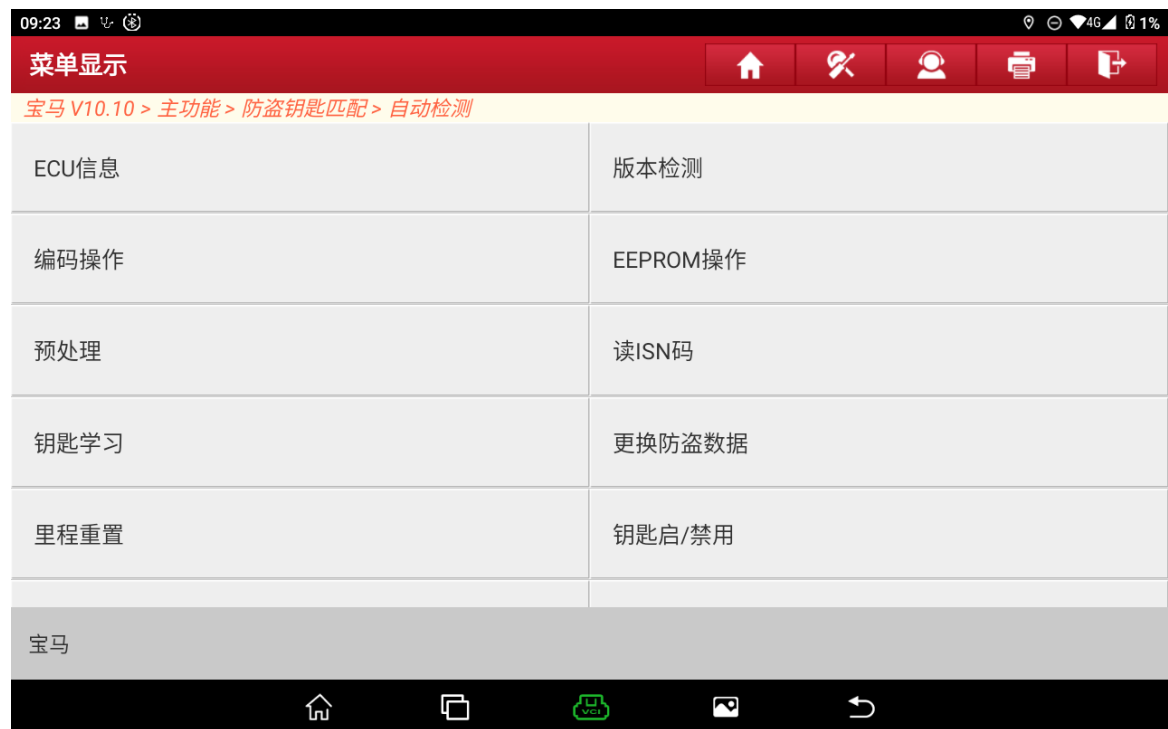 09:23 4G 1%
菜单显示
宝马 V10.10 > 主功能 > 防盗钥匙匹配 > 自动检测
ECU信息 版本检测
编码操作 EEPROM操作
预处理 读ISN码
钥匙学习 更换防盗数据
里程重置 钥匙启/禁用
宝马
VCI